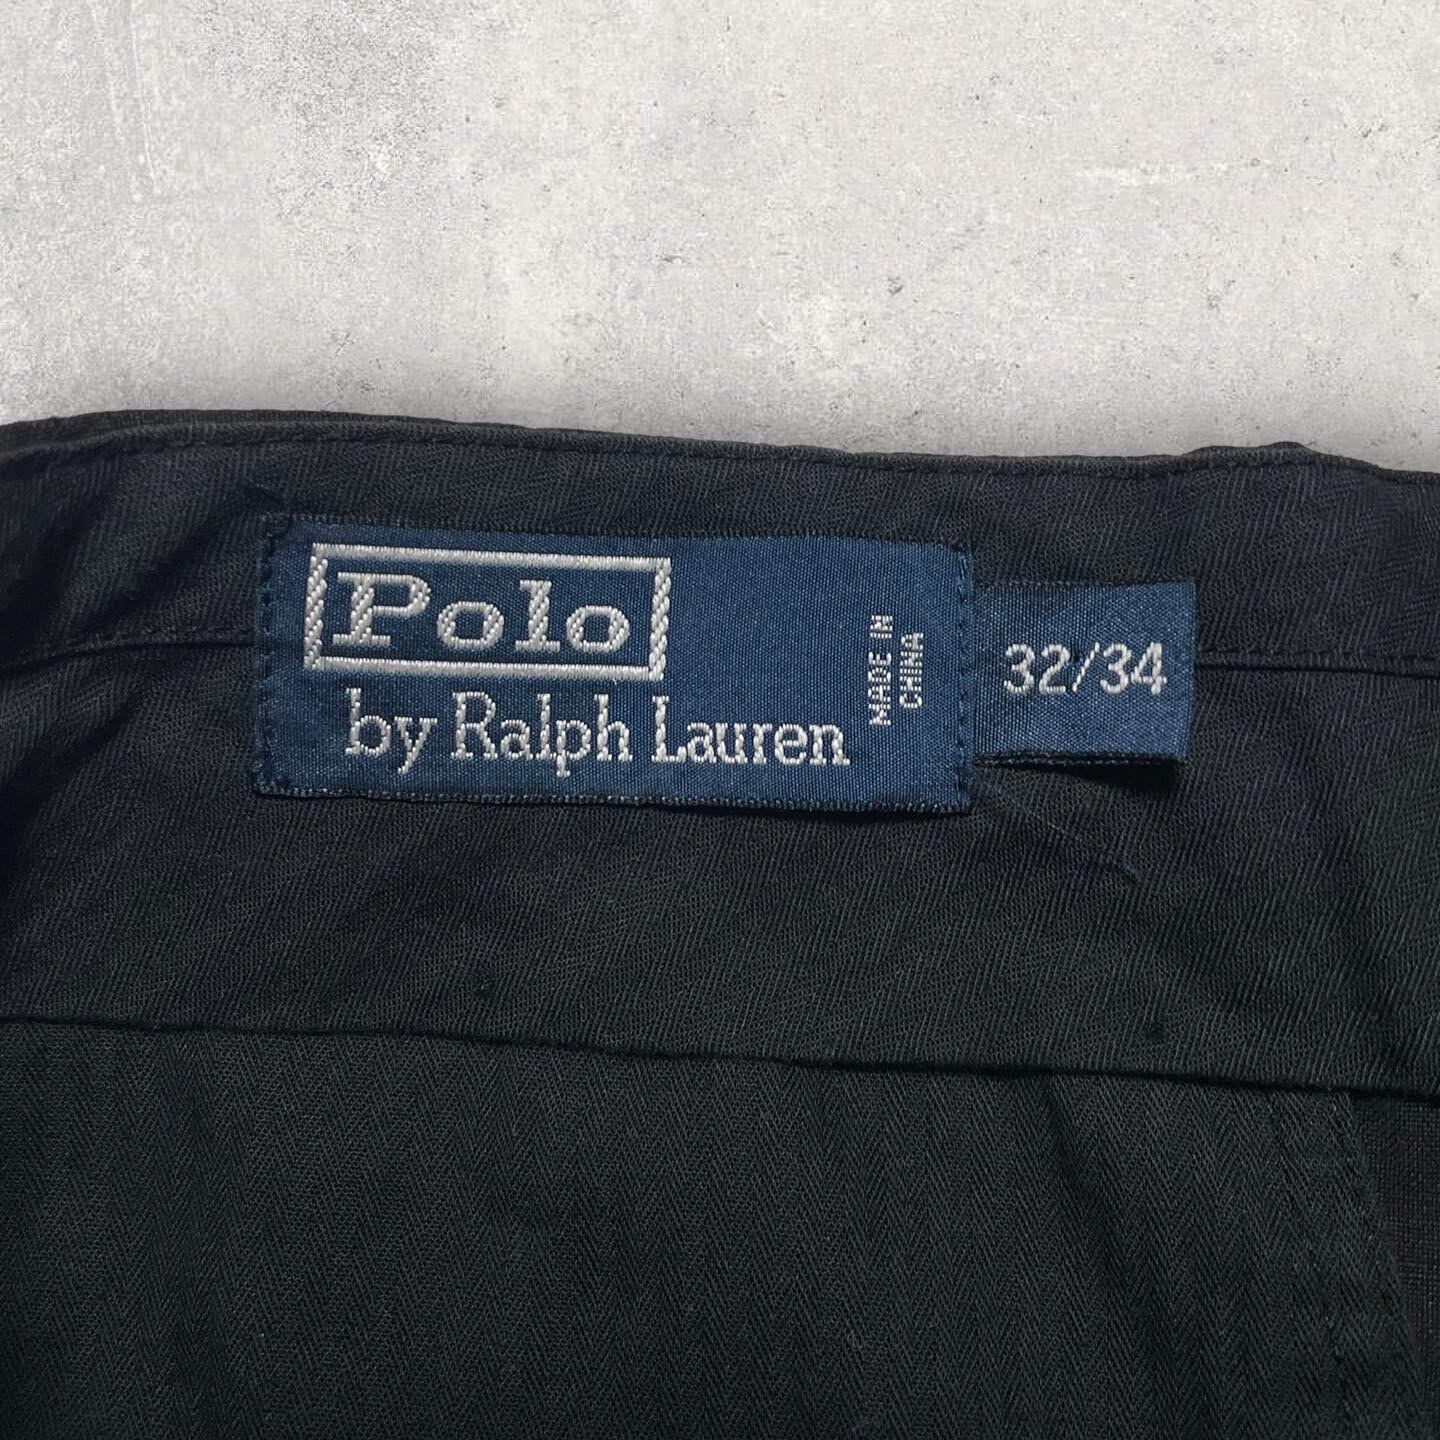 Polo
by Ralph Lauren
MADE IN
CHINA
32/34